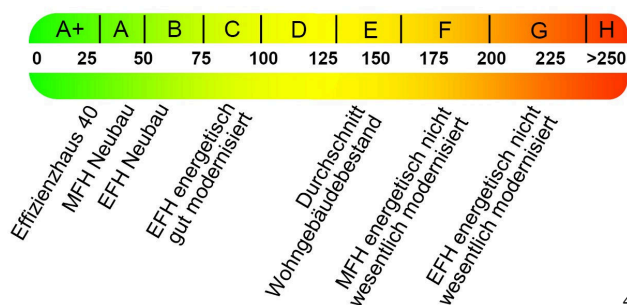 A+ A B C D E F G H
0 25 50 75 100 125 150 175 200 225 >250
Effizienzhaus 40
MFH Neubau
EFH Neubau
EFH energetisch
gut modernisiert
Durchschnitt
Wohngebäudebestand
MFH energetisch nicht
wesentlich modernisiert
EFH energetisch nicht
wesentlich modernisiert